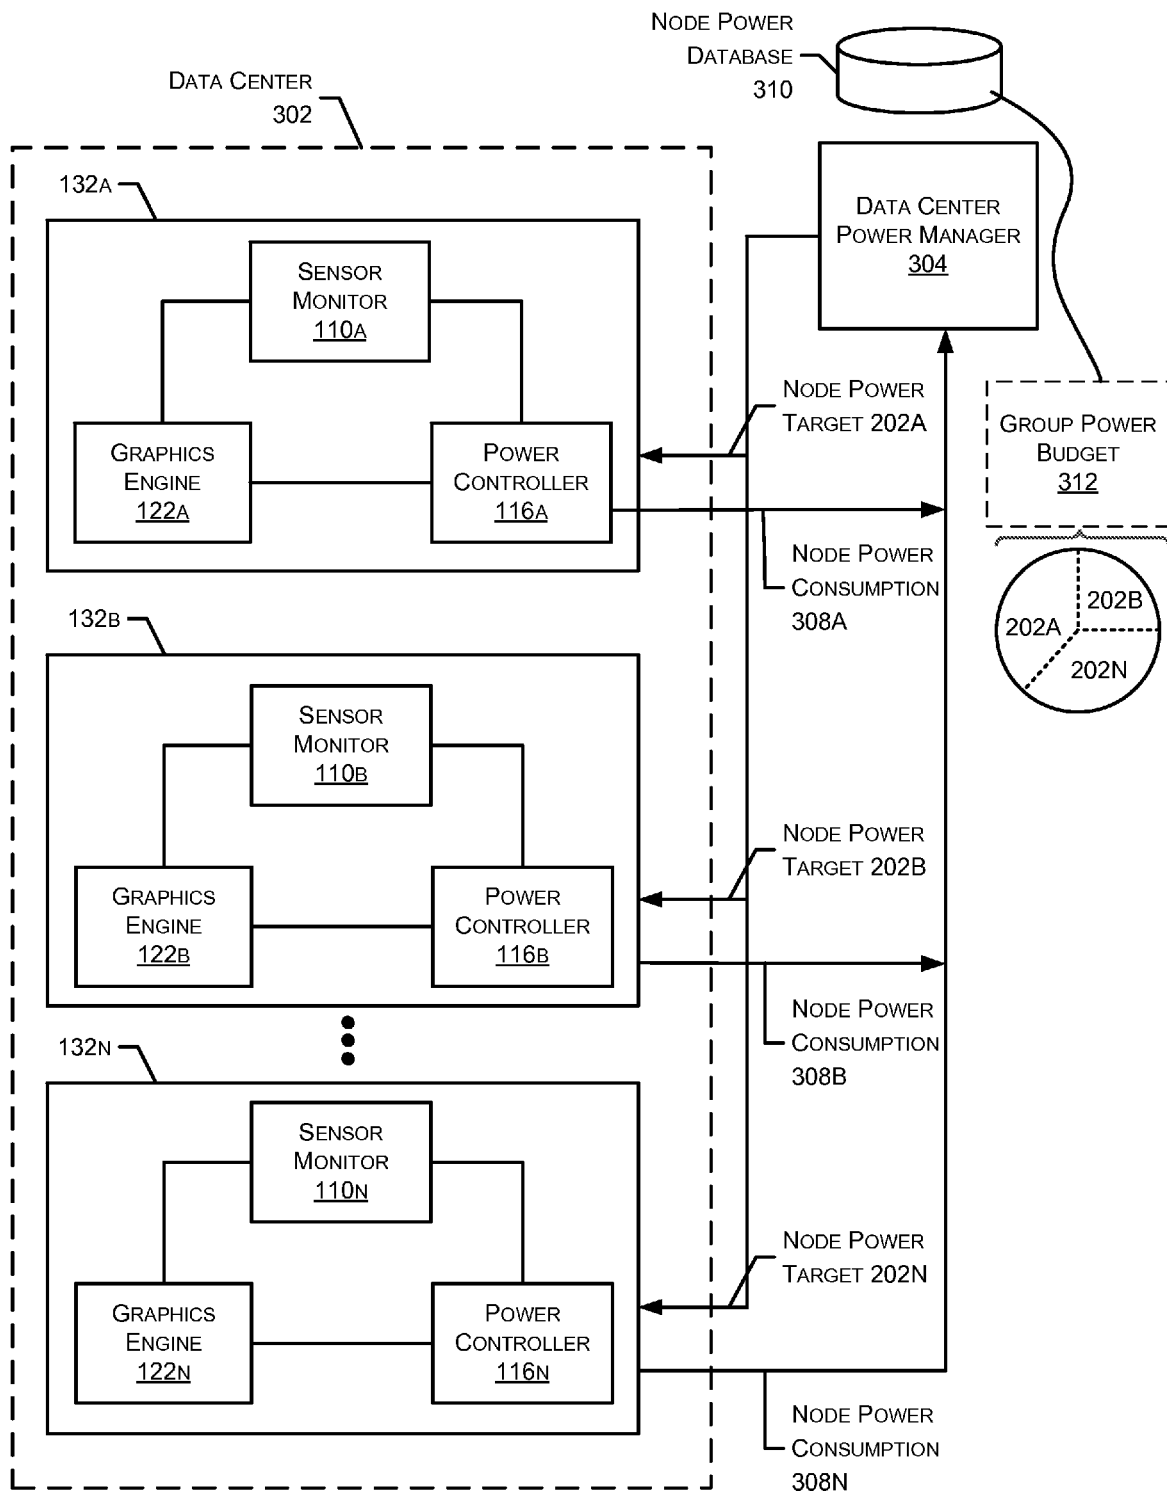 Node Power
Database
310
Data Center
302
132A
Sensor
Monitor
110A
Graphics
Engine
122A
Power
Controller
116A
Data Center
Power Manager
304
Node Power
Target 202A
Node Power
Consumption
308A
Group Power
Budget
312
202A
202B
202N
132B
Sensor
Monitor
110B
Graphics
Engine
122B
Power
Controller
116B
Node Power
Target 202B
Node Power
Consumption
308B
132N
Sensor
Monitor
110N
Graphics
Engine
122N
Power
Controller
116N
Node Power
Target 202N
Node Power
Consumption
308N